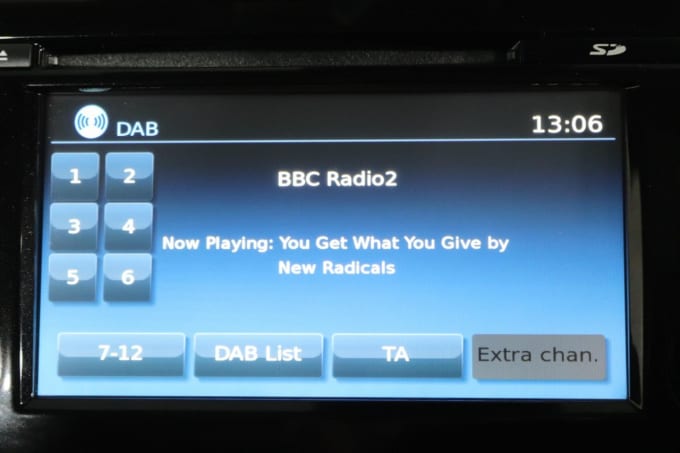 SD
DAB
13:06
1 2
BBC Radio2
3 4
Now Playing: You Get What You Give by
New Radicals
5 6
7-12
DAB List
TA
Extra chan.